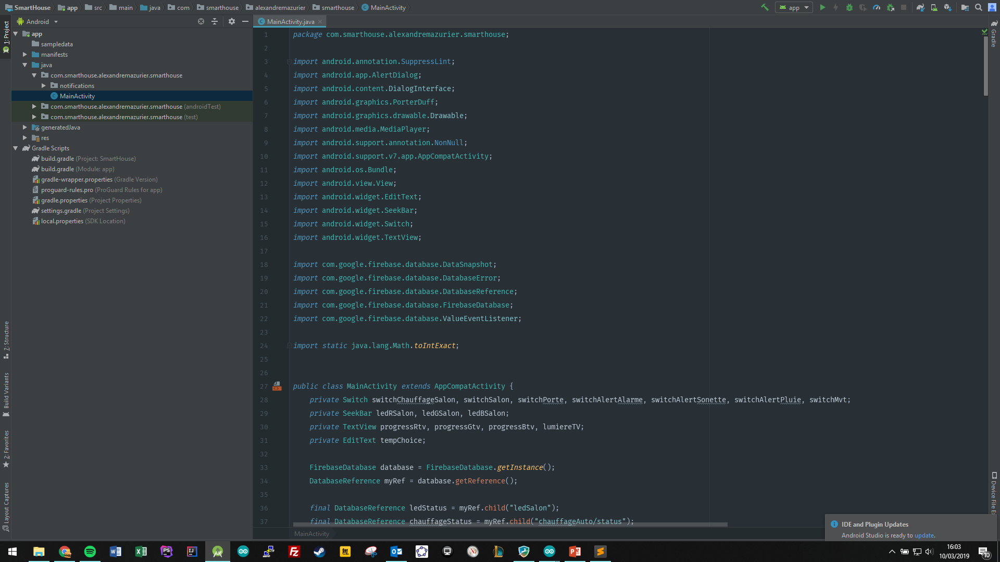 SmartHouse app src main java com smarthouse alexandremazurier smarthouse MainActivity
app
Android
MainActivity.java
1: Project
7: Structure
Build Variants
2: Favorites
Layout Captures
app
sampledata
manifests
java
com.smarthouse.alexandremazurier.smarthouse
notifications
MainActivity
com.smarthouse.alexandremazurier.smarthouse (androidTest)
com.smarthouse.alexandremazurier.smarthouse (test)
generatedJava
res
Gradle Scripts
build.gradle (Project: SmartHouse)
build.gradle (Module: app)
gradle-wrapper.properties (Gradle Version)
proguard-rules.pro (ProGuard Rules for app)
gradle.properties (Project Properties)
settings.gradle (Project Settings)
local.properties (SDK Location)
1 package com.smarthouse.alexandremazurier.smarthouse;
2
3 import android.annotation.SuppressLint;
4 import android.app.AlertDialog;
5 import android.content.DialogInterface;
6 import android.graphics.PorterDuff;
7 import android.graphics.drawable.Drawable;
8 import android.media.MediaPlayer;
9 import android.support.annotation.NonNull;
10 import android.support.v7.app.AppCompatActivity;
11 import android.os.Bundle;
12 import android.view.View;
13 import android.widget.EditText;
14 import android.widget.SeekBar;
15 import android.widget.Switch;
16 import android.widget.TextView;
17
18 import com.google.firebase.database.DataSnapshot;
19 import com.google.firebase.database.DatabaseError;
20 import com.google.firebase.database.DatabaseReference;
21 import com.google.firebase.database.FirebaseDatabase;
22 import com.google.firebase.database.ValueEventListener;
23
24 import static java.lang.Math.toIntExact;
25
26
27 public class MainActivity extends AppCompatActivity {
28 private Switch switchChauffageSalon, switchSalon, switchPorte, switchAlertAlarme, switchAlertSonette, switchAlertPluie, switchMvt;
29 private SeekBar ledRSalon, ledGSalon, ledBSalon;
30 private TextView progressRtv, progressGtv, progressBtv, lumiereTV;
31 private EditText tempChoice;
32
33 FirebaseDatabase database = FirebaseDatabase.getInstance();
34 DatabaseReference myRef = database.getReference();
35
36 final DatabaseReference ledStatus = myRef.child("ledSalon");
37 final DatabaseReference chauffageStatus = myRef.child("chauffageAuto/status");
MainActivity
Gradle
Device File Ex
IDE and Plugin Updates
Android Studio is ready to update.
16:03
10/03/2019
10